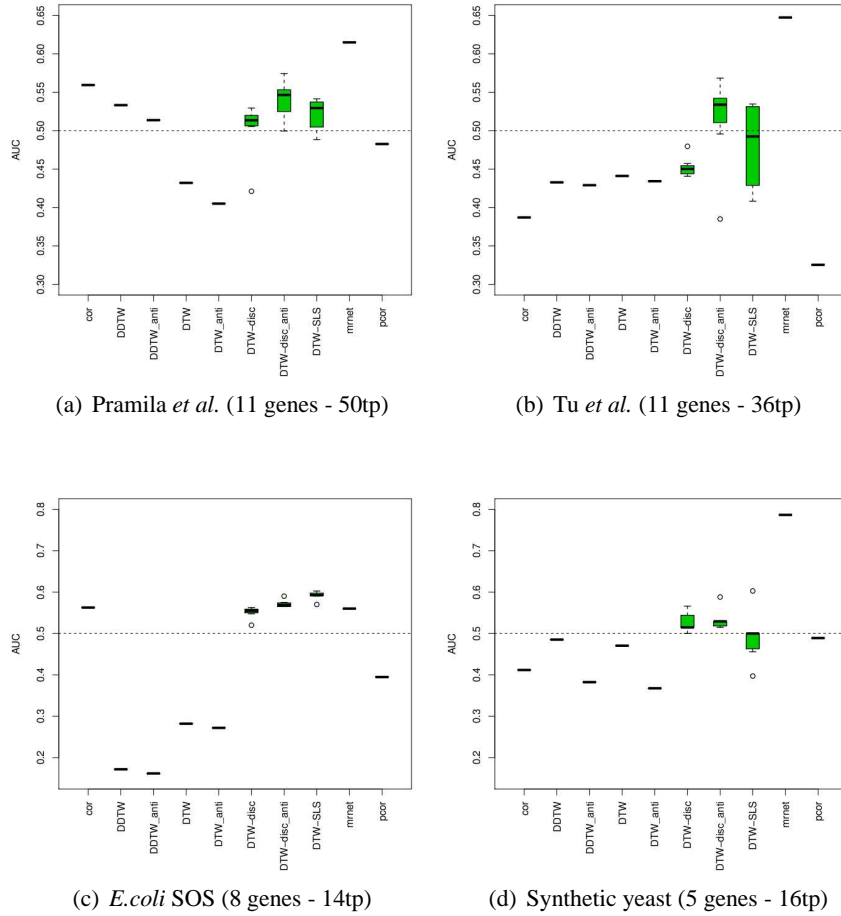 0.65
0.60
0.55
0.50
0.45
0.40
0.35
0.30
AUC
cor
DDTW
DDTW_anti
DTW
DTW_anti
DTW-disc
DTW-disc_anti
DTW-SLS
mrnet
pcor
(a) Pramila et al. (11 genes - 50tp)
0.65
0.60
0.55
0.50
0.45
0.40
0.35
0.30
AUC
cor
DDTW
DDTW_anti
DTW
DTW_anti
DTW-disc
DTW-disc_anti
DTW-SLS
mrnet
pcor
(b) Tu et al. (11 genes - 36tp)
0.8
0.7
0.6
0.5
0.4
0.3
0.2
AUC
cor
DDTW
DDTW_anti
DTW
DTW_anti
DTW-disc
DTW-disc_anti
DTW-SLS
mrnet
pcor
(c) E.coli SOS (8 genes - 14tp)
0.8
0.7
0.6
0.5
0.4
0.3
0.2
AUC
cor
DDTW
DDTW_anti
DTW
DTW_anti
DTW-disc
DTW-disc_anti
DTW-SLS
mrnet
pcor
(d) Synthetic yeast (5 genes - 16tp)